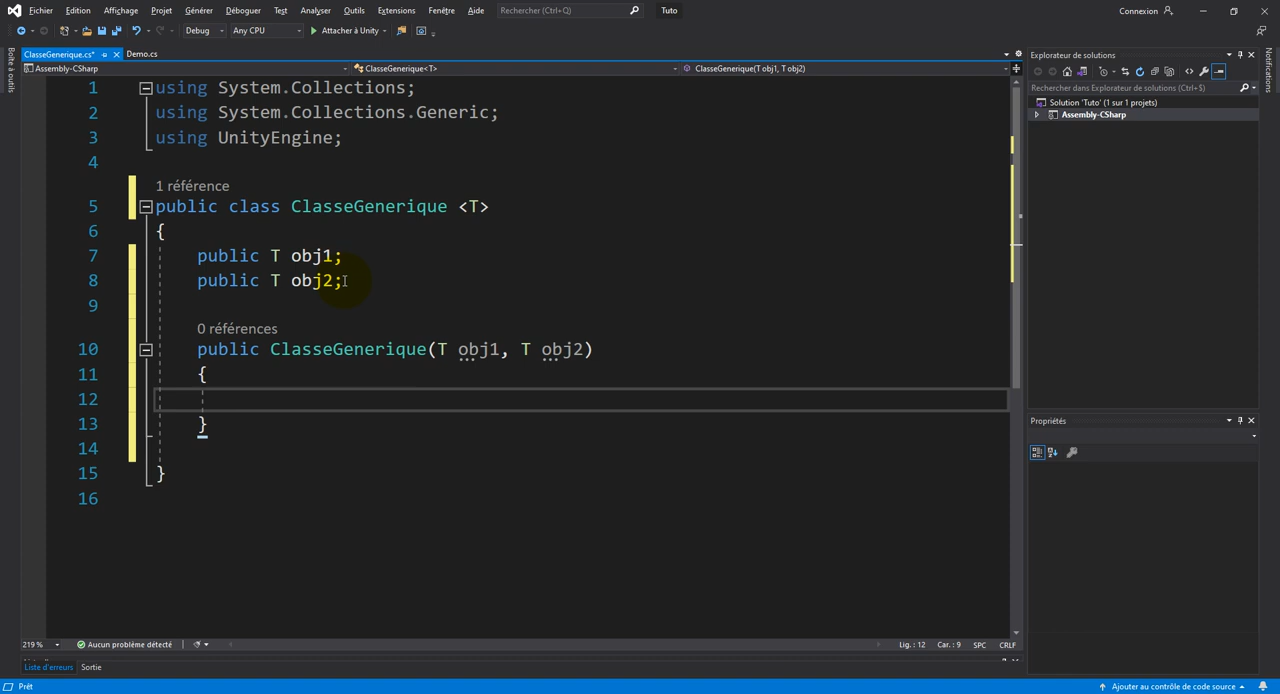 Fichier Edition Affichage Projet Générer Déboguer Test Analyser Outils Extensions Fenêtre Aide Rechercher (Ctrl+Q) Tuto Connexion
Debug Any CPU Attacher à Unity
Boîte à outils
ClasseGenerique.cs* Demo.cs
Assembly-CSharp ClasseGenerique<T> ClasseGenerique(T obj1, T obj2)
1 using System.Collections;
2 using System.Collections.Generic;
3 using UnityEngine;
4
1 référence
5 public class ClasseGenerique <T>
6 {
7 public T obj1;
8 public T obj2;
9
0 références
10 public ClasseGenerique(T obj1, T obj2)
11 {
12
13 }
14
15 }
16
219 % Aucun problème détecté Lig. : 12 Car. : 9 SPC CRLF
Liste d'erreurs Sortie
Prêt Ajouter au contrôle de code source
Explorateur de solutions
Rechercher dans Explorateur de solutions (Ctrl+$)
Solution 'Tuto' (1 sur 1 projets)
Assembly-CSharp
Propriétés
Notifications